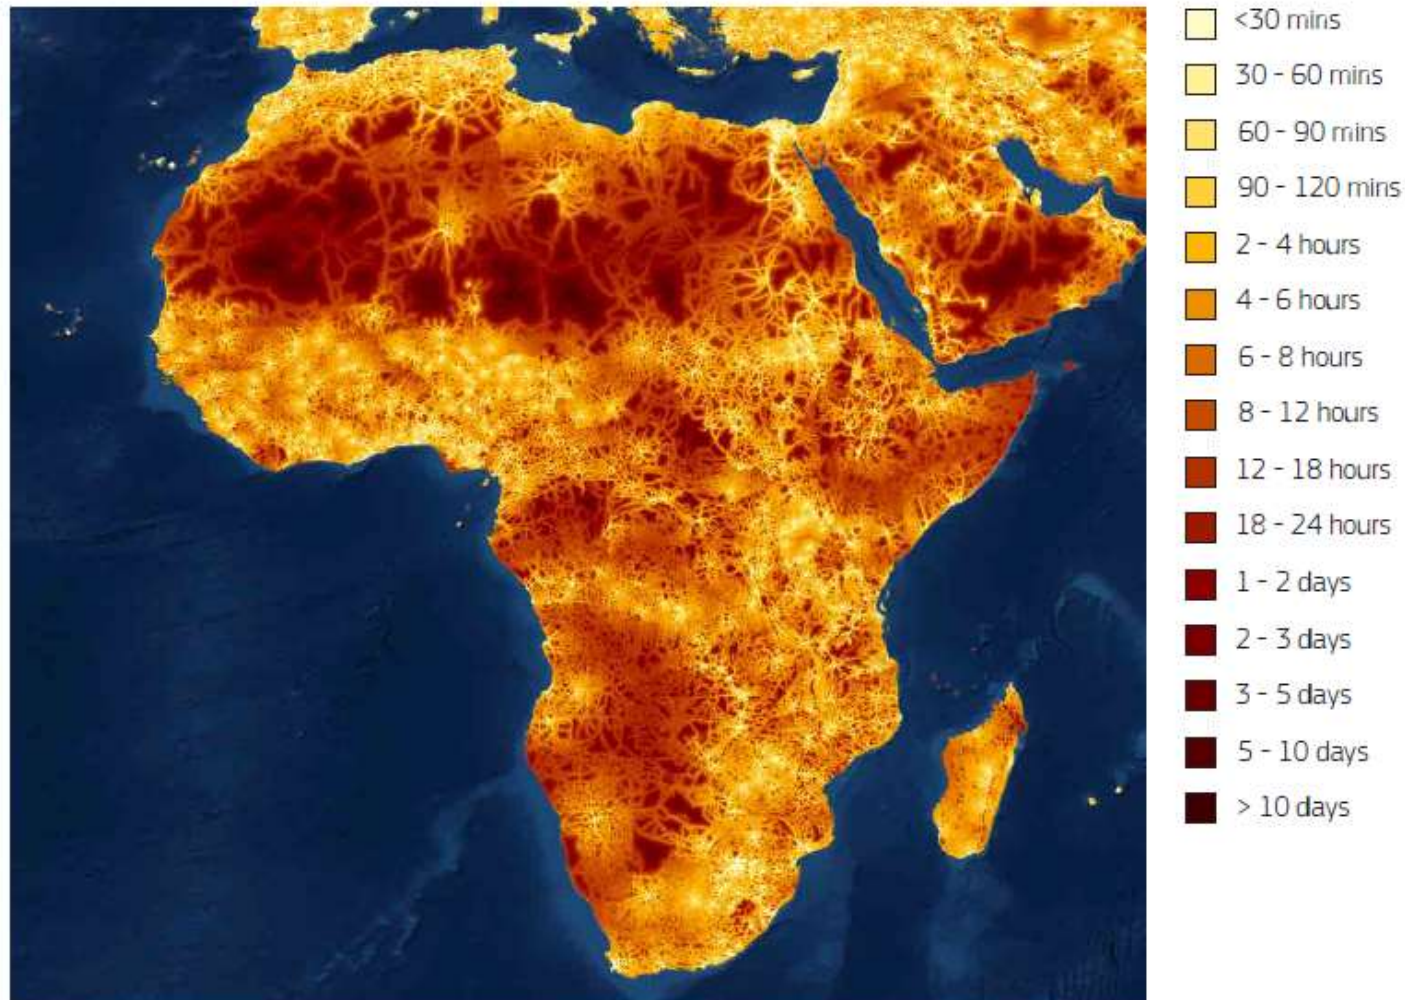 <30 mins
30 - 60 mins
60 - 90 mins
90 - 120 mins
2 - 4 hours
4 - 6 hours
6 - 8 hours
8 - 12 hours
12 - 18 hours
18 - 24 hours
1 - 2 days
2 - 3 days
3 - 5 days
5 - 10 days
> 10 days